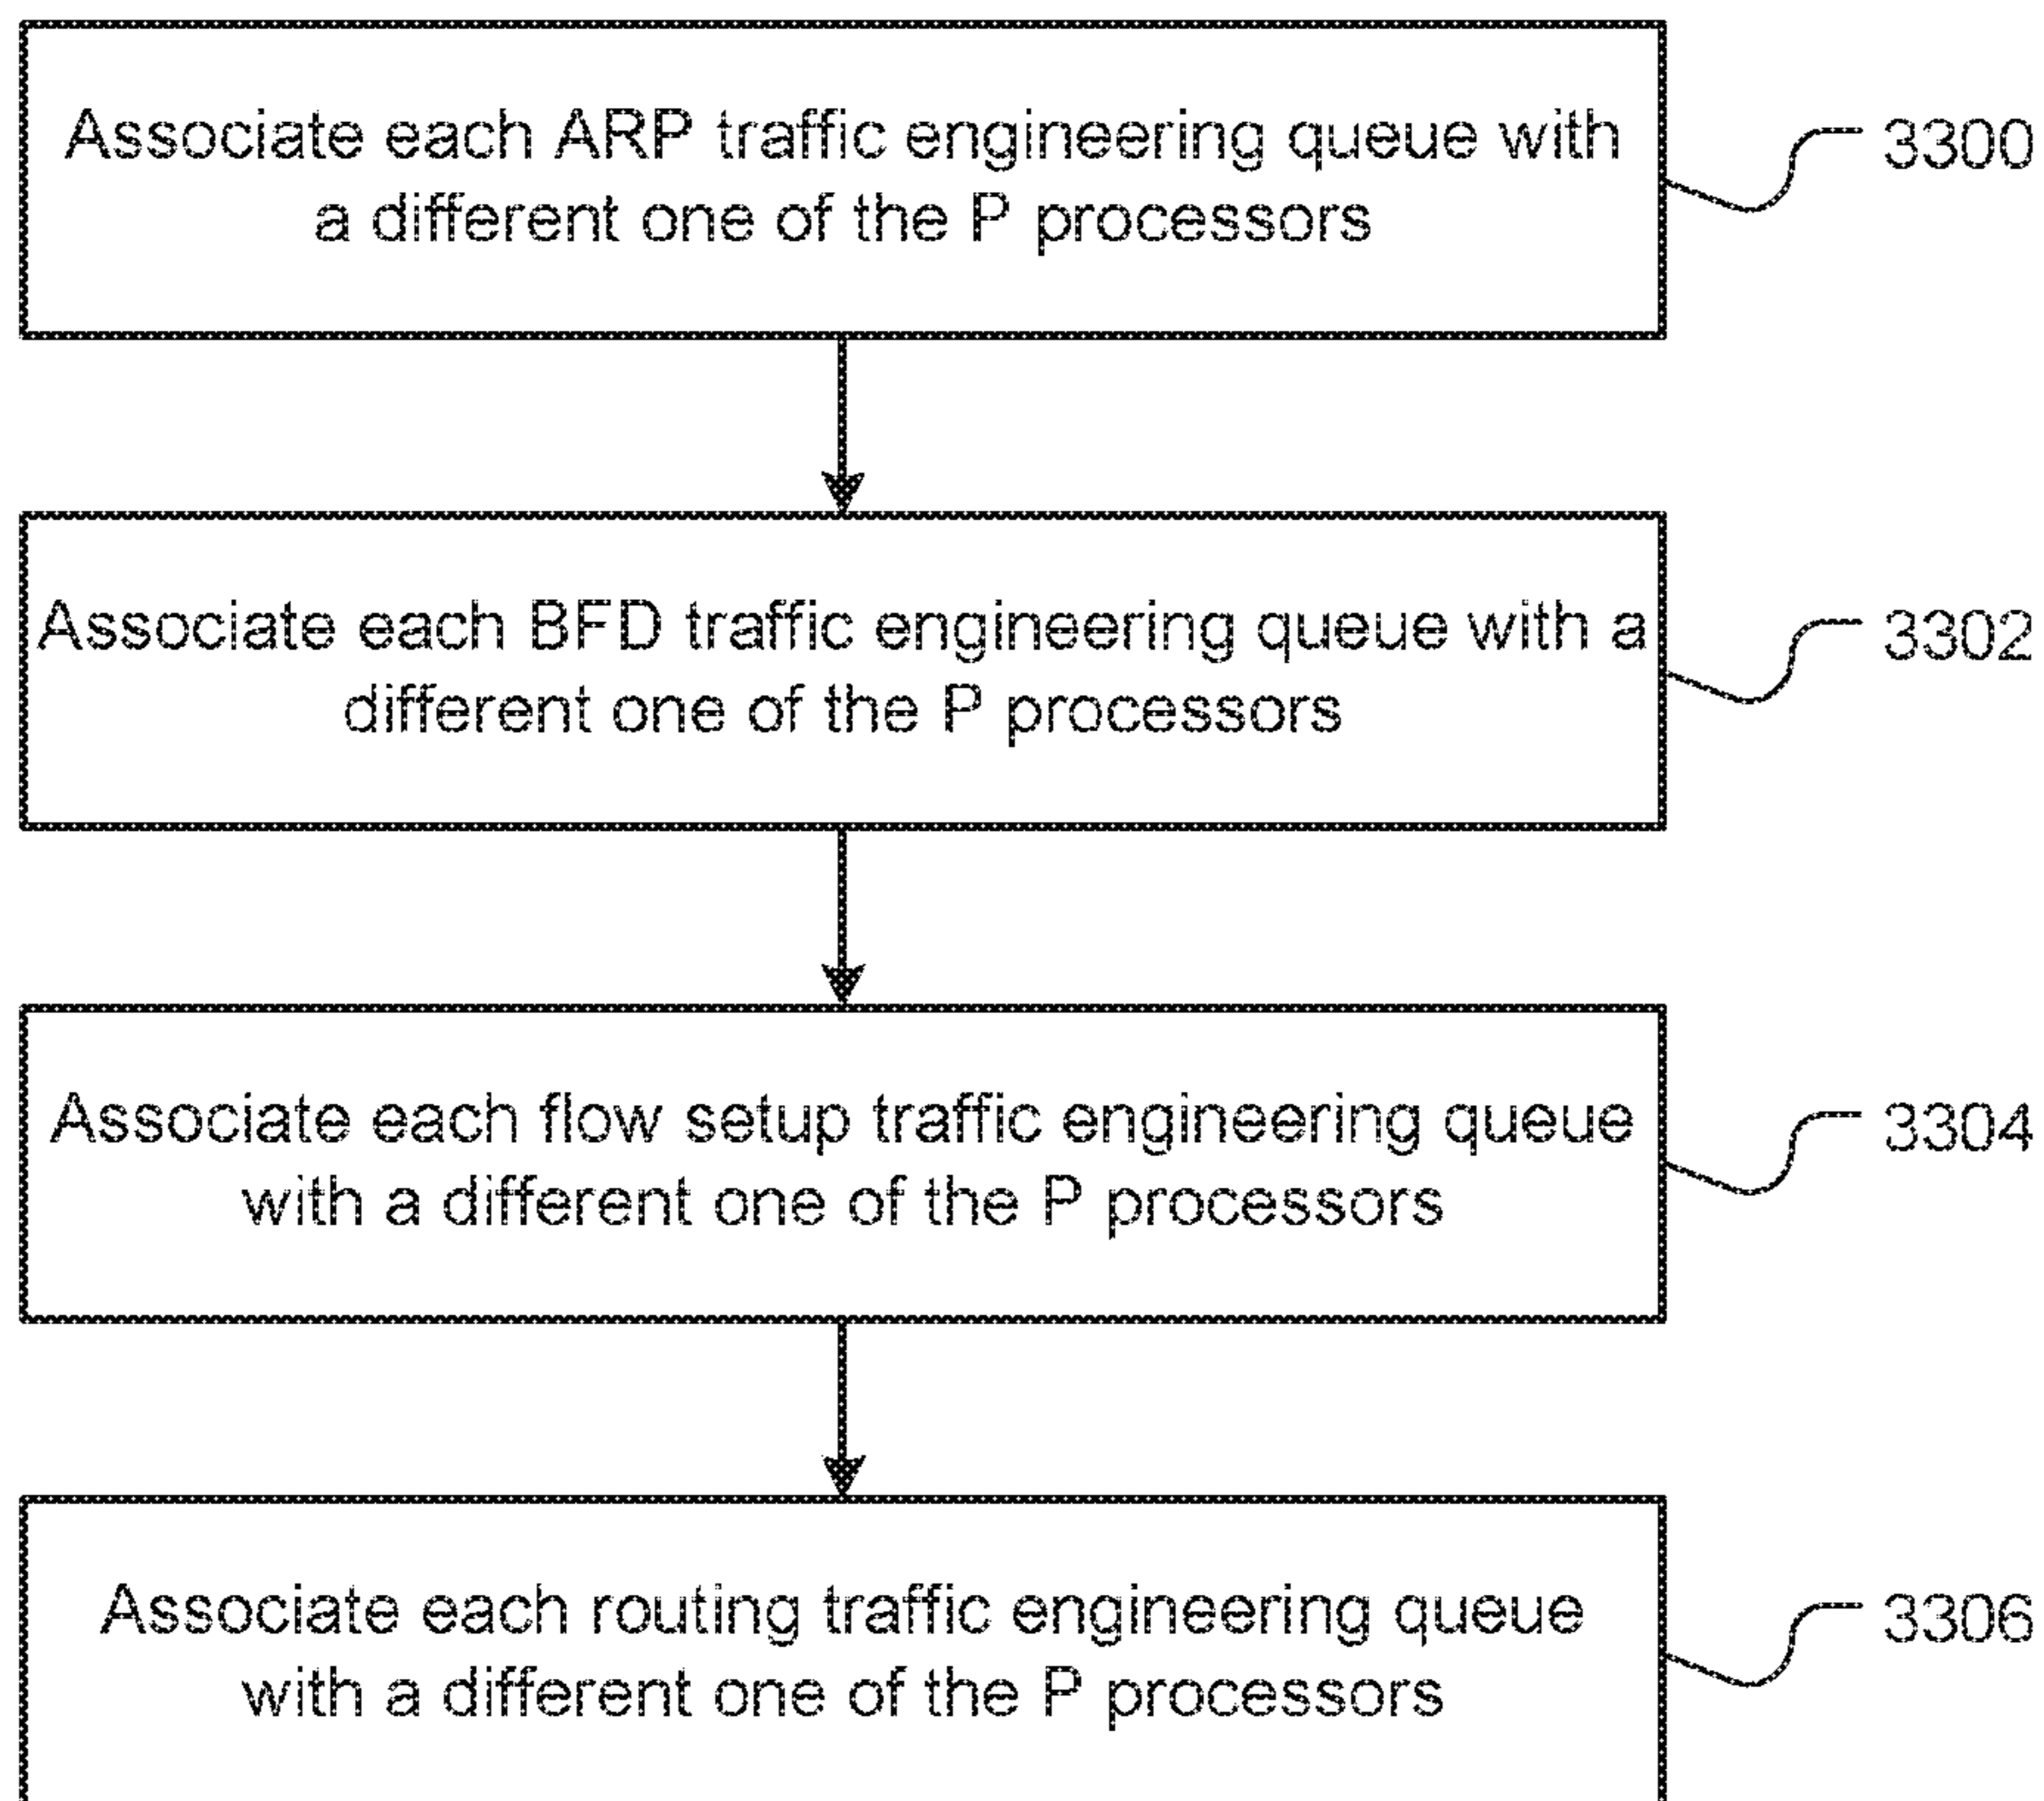 Associate each ARP traffic engineering queue with
a different one of the P processors
3300
Associate each BFD traffic engineering queue with a
different one of the P processors
3302
Associate each flow setup traffic engineering queue
with a different one of the P processors
3304
Associate each routing traffic engineering queue
with a different one of the P processors
3306